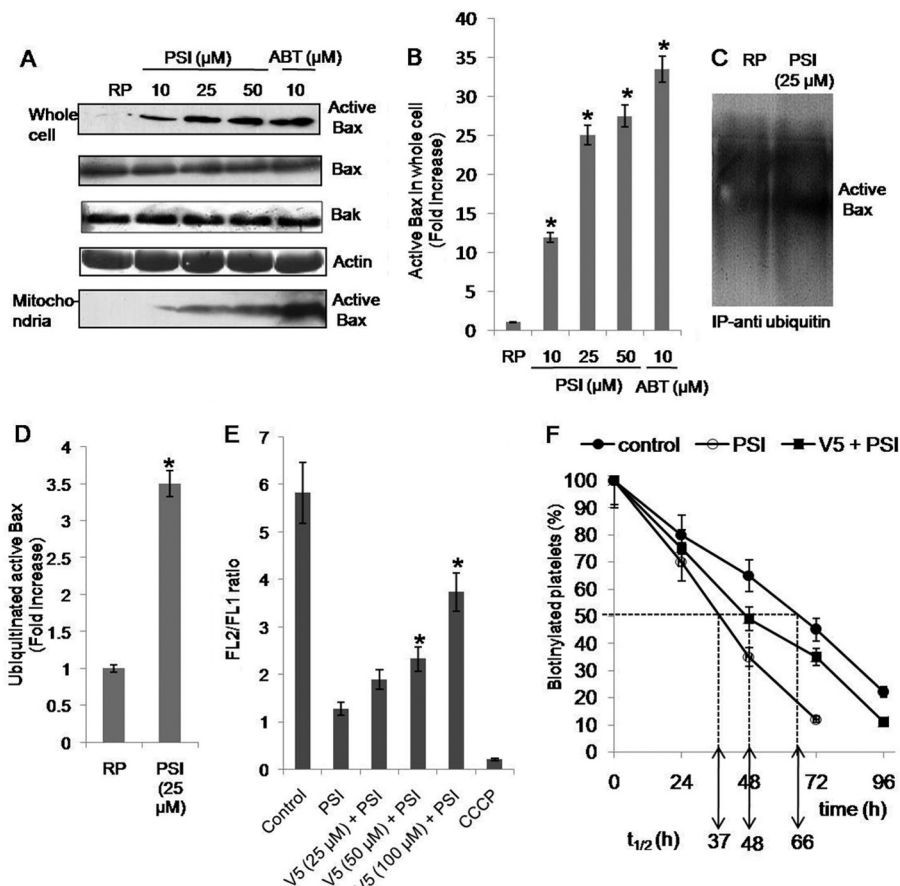 A
PSI (µM)
ABT (µM)
RP
10
25
50
10
Whole cell
Active Bax
Bax
Bak
Actin
Mitocho-ndria
Active Bax
B
Active Bax in whole cell
(Fold Increase)
40
35
30
25
20
15
10
5
0
*
*
*
*
RP
10
25
50
10
PSI (µM)
ABT (µM)
C
RP
PSI
(25 µM)
Active
Bax
IP-anti ubiquitin
D
Ubiquitinated active Bax
(Fold Increase)
4
3.5
3
2.5
2
1.5
1
0.5
0
*
RP
PSI
(25
µM)
E
FL2/FL1 ratio
7
6
5
4
3
2
1
0
*
*
Control
PSI
V5 (25 µM) + PSI
V5 (50 µM) + PSI
V5 (100 µM) + PSI
CCCP
F
control
PSI
V5 + PSI
Biotinylated platelets (%)
100
90
80
70
60
50
40
30
20
10
0
0
24
48
72
96
time (h)
t1/2 (h)
37
48
66